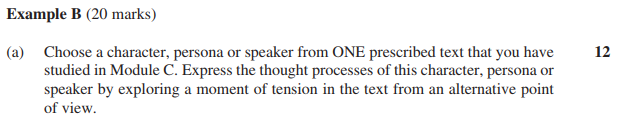 Example B (20 marks)
(a) Choose a character, persona or speaker from ONE prescribed text that you have 12
studied in Module C. Express the thought processes of this character, persona or
speaker by exploring a moment of tension in the text from an alternative point
of view.